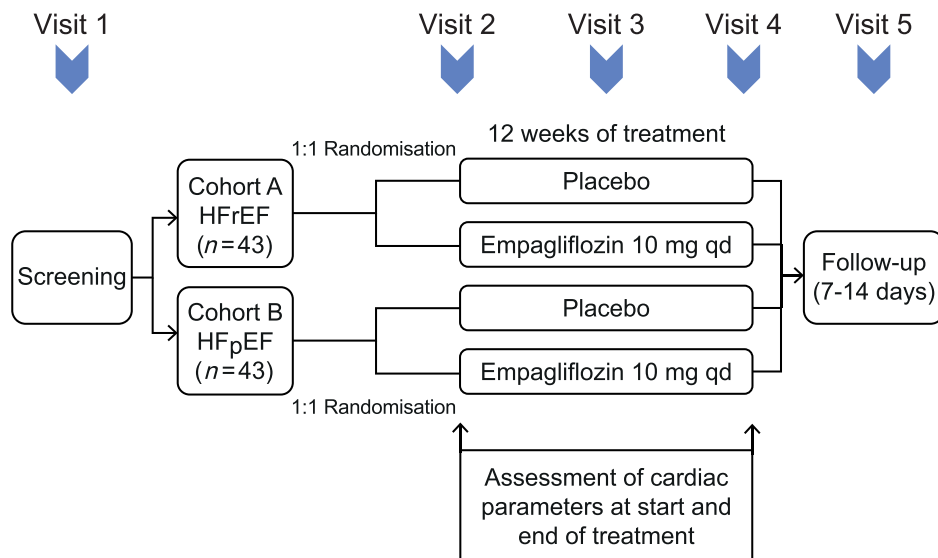 Visit 1
Visit 2
Visit 3
Visit 4
Visit 5
12 weeks of treatment
1:1 Randomisation
Screening
Cohort A
HFrEF
(n=43)
Placebo
Empagliflozin 10 mg qd
Cohort B
HFpEF
(n=43)
Placebo
Empagliflozin 10 mg qd
1:1 Randomisation
Follow-up
(7-14 days)
Assessment of cardiac
parameters at start and
end of treatment